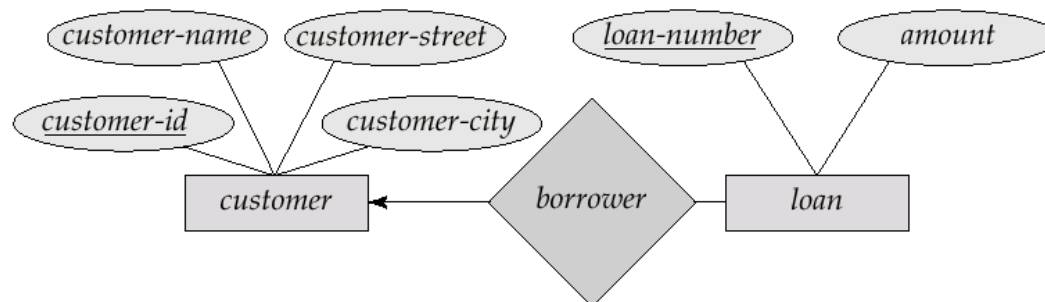 customer-name
customer-street
loan-number
amount
customer-id
customer-city
customer
borrower
loan